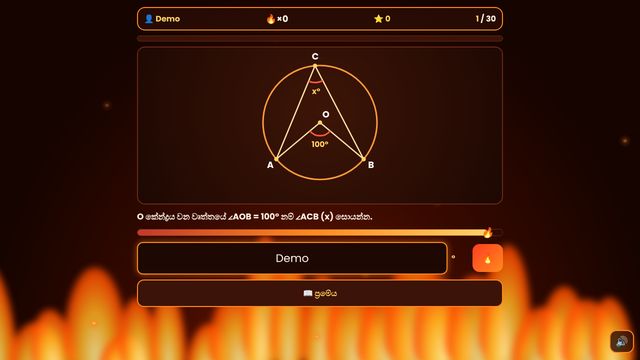 👤 Demo 🔥×0 ⭐ 0 1 / 30
C
x°
O
100°
A B
O කේන්ද්‍රය වන වෘත්තයේ ∠AOB = 100° නම් ∠ACB (x) සොයන්න.
Demo °
📖 ප්‍රමේය